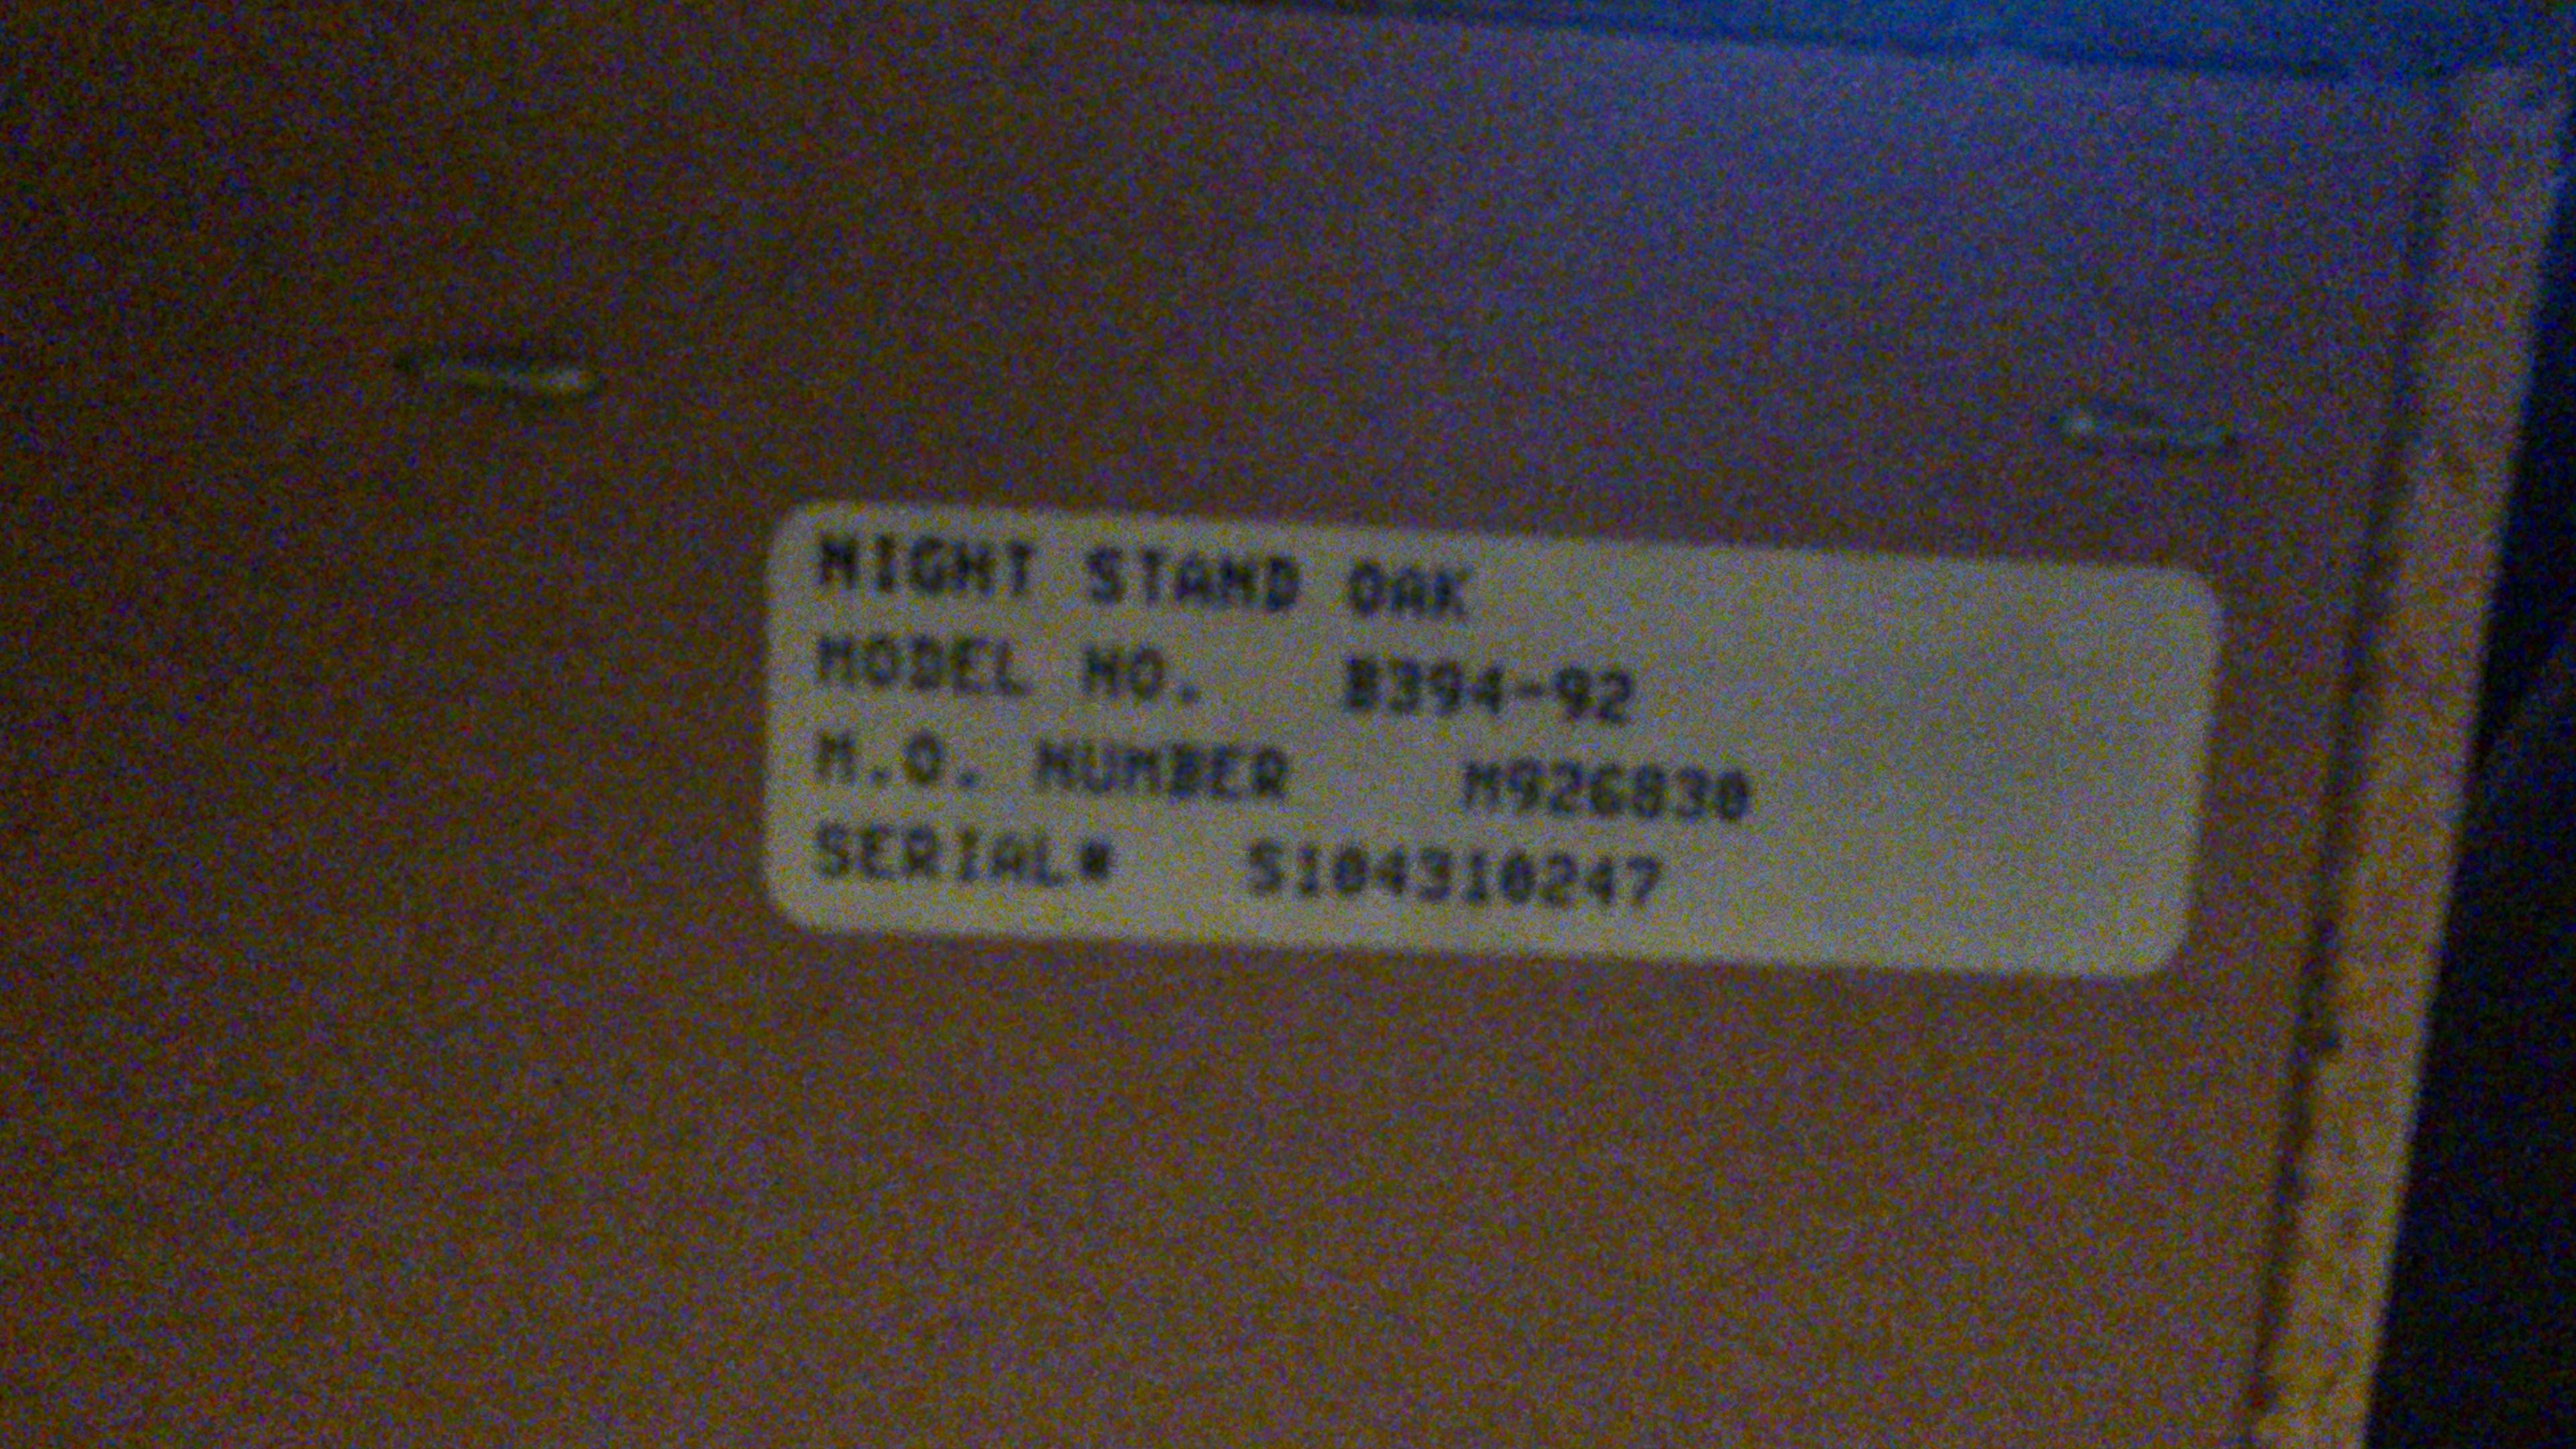 NIGHT STAND OAK
MODEL NO. B394-92
M.O. NUMBER M926830
SERIAL# S104310247